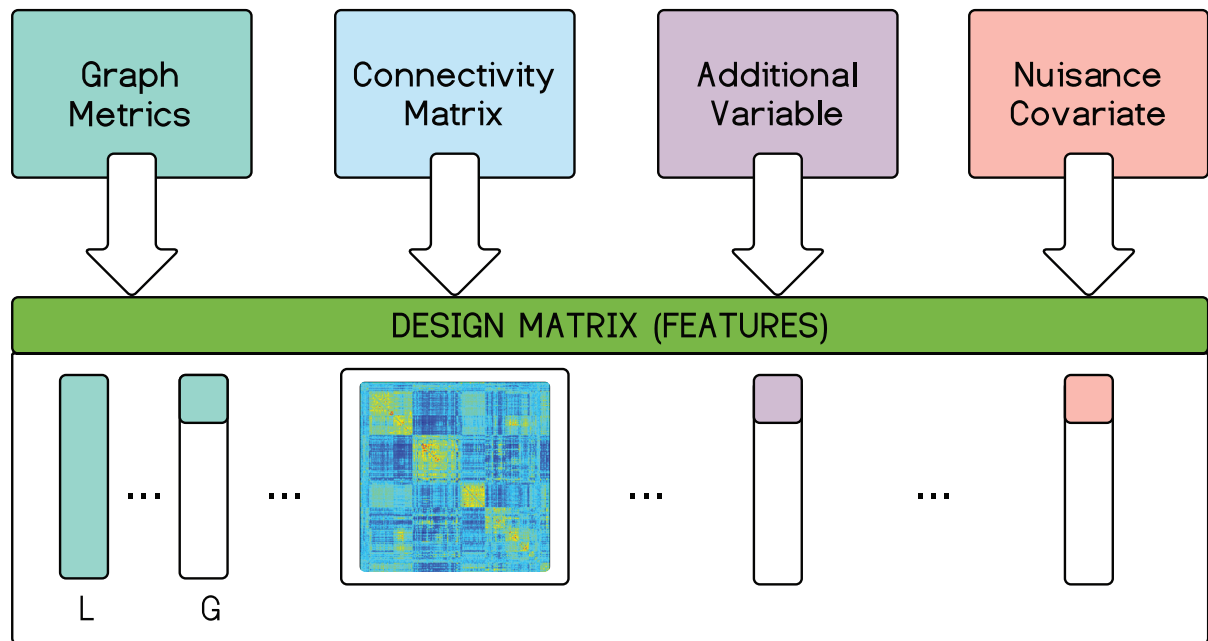 Graph
Metrics
Connectivity
Matrix
Additional
Variable
Nuisance
Covariate
DESIGN MATRIX (FEATURES)
... ... ... ...
L
G